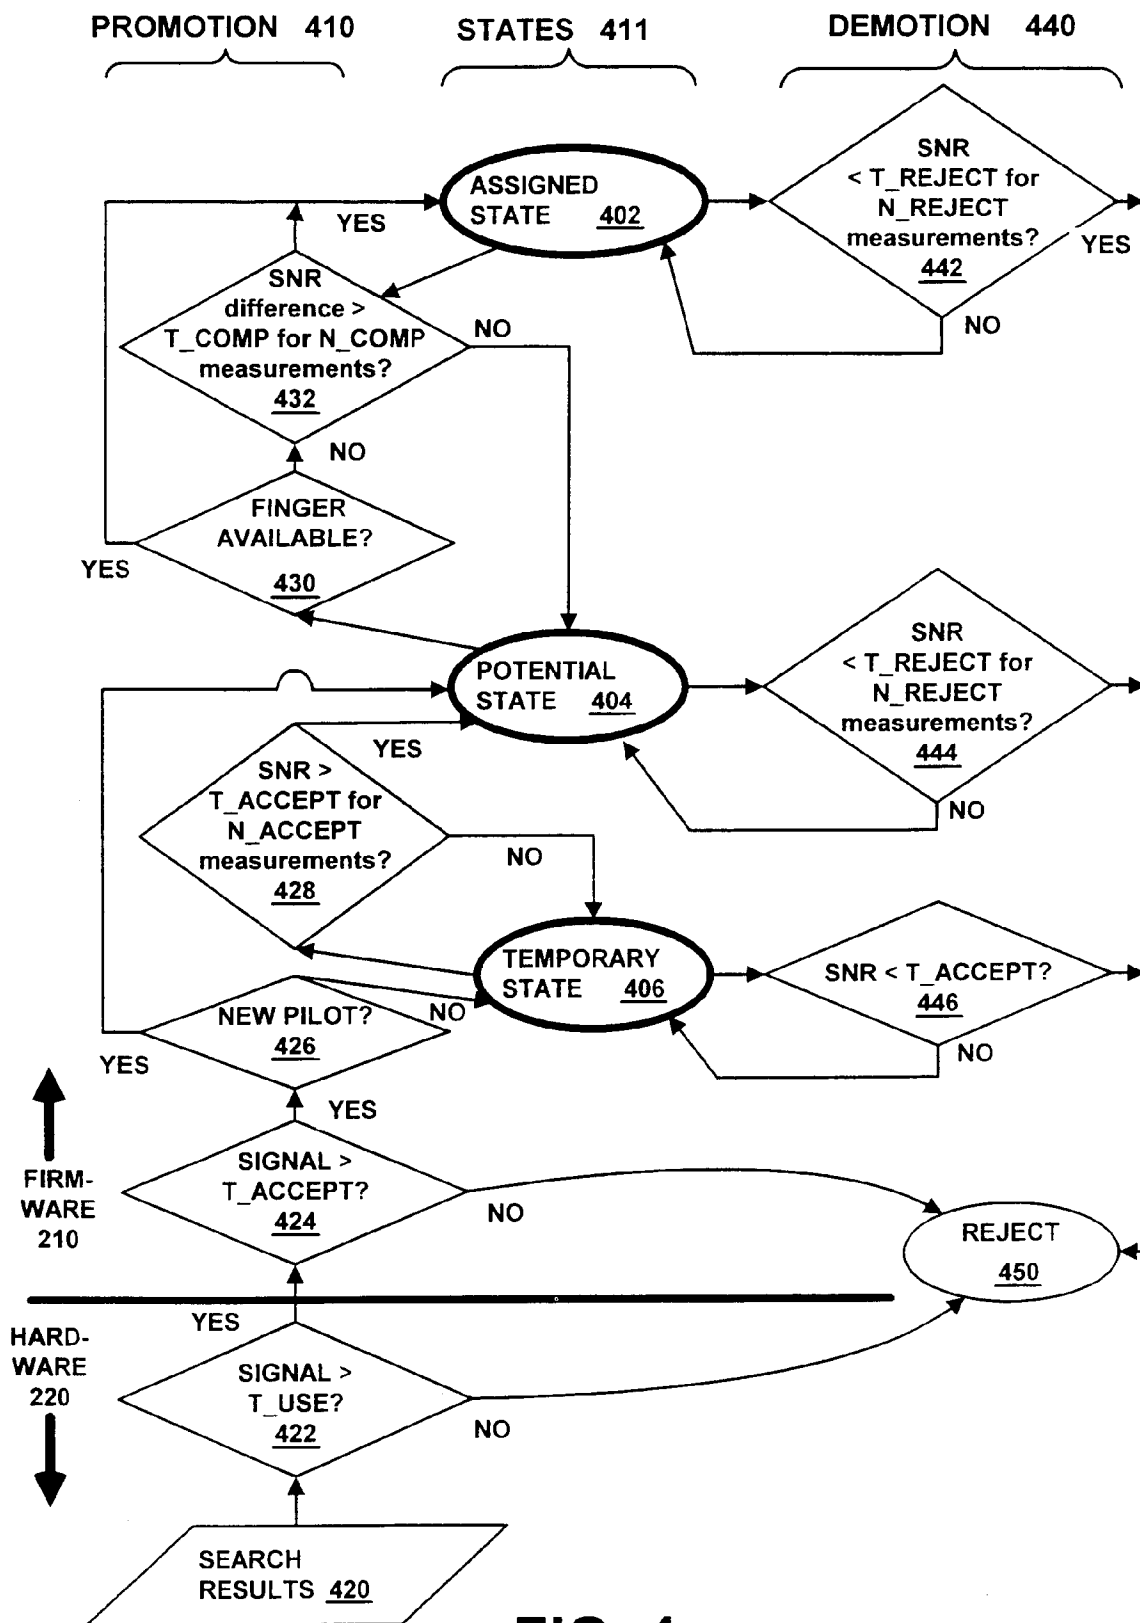 PROMOTION 410
STATES 411
DEMOTION 440
ASSIGNED
STATE 402
SNR
< T_REJECT for
N_REJECT
measurements?
442
YES
NO
YES
SNR
difference >
T_COMP for N_COMP
measurements?
432
NO
NO
FINGER
AVAILABLE?
430
YES
POTENTIAL
STATE 404
SNR
< T_REJECT for
N_REJECT
measurements?
444
NO
YES
SNR >
T_ACCEPT for
N_ACCEPT
measurements?
428
NO
TEMPORARY
STATE 406
SNR < T_ACCEPT?
446
NO
NEW PILOT?
426
NO
YES
YES
SIGNAL >
T_ACCEPT?
424
NO
FIRM-
WARE
210
REJECT
450
YES
HARD-
WARE
220
SIGNAL >
T_USE?
422
NO
SEARCH
RESULTS 420